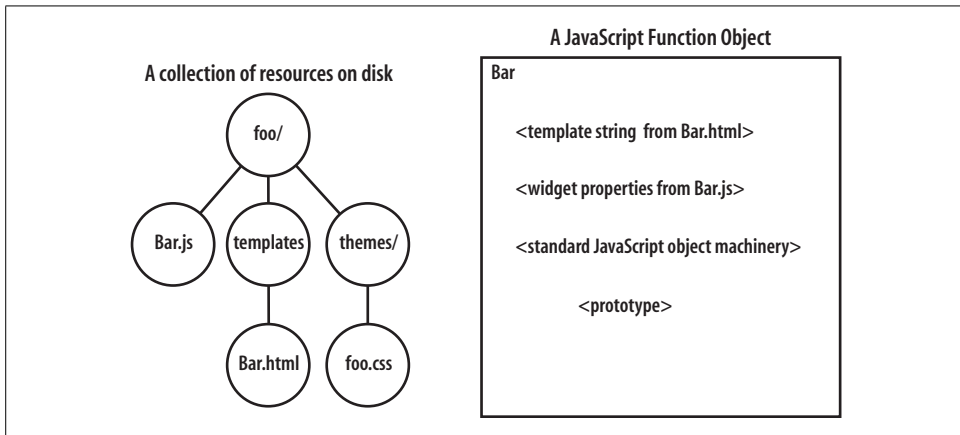 A collection of resources on disk
foo/
Bar.js
templates
themes/
Bar.html
foo.css
A JavaScript Function Object
Bar
<template string from Bar.html>
<widget properties from Bar.js>
<standard JavaScript object machinery>
<prototype>